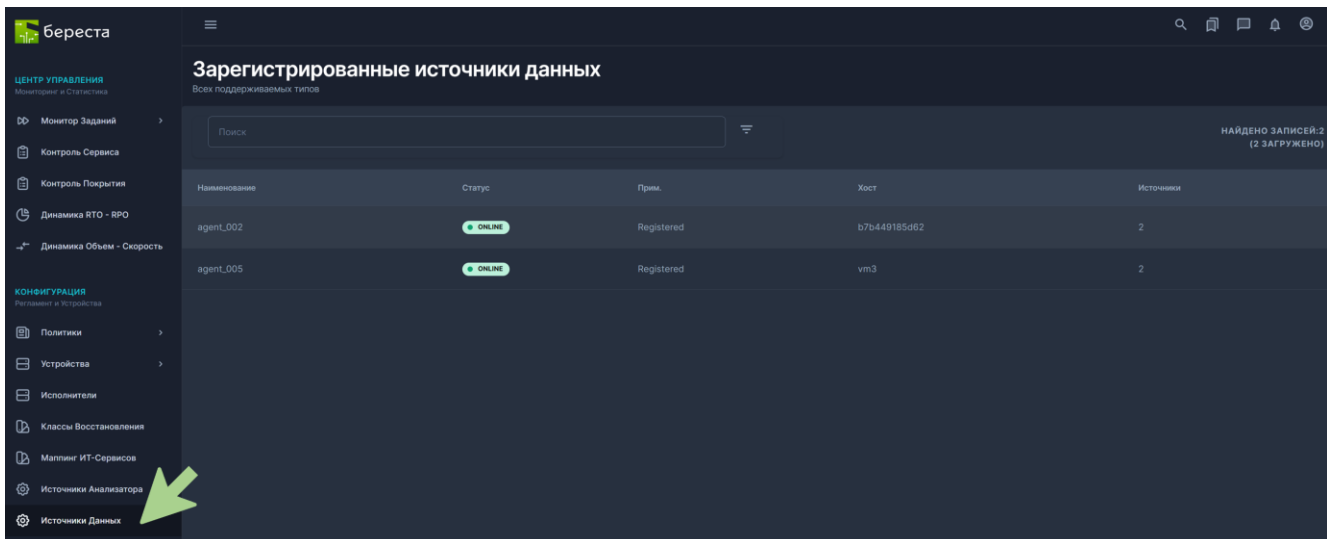 береста
ЦЕНТР УПРАВЛЕНИЯ
Мониторинг и Статистика
Монитор Заданий
Контроль Сервиса
Контроль Покрытия
Динамика RTO - RPO
Динамика Объем - Скорость
КОНФИГУРАЦИЯ
Регламент и Устройства
Политики
Устройства
Исполнители
Классы Восстановления
Маппинг ИТ-Сервисов
Источники Анализатора
Источники Данных
Зарегистрированные источники данных
Всех поддерживаемых типов
Поиск
НАЙДЕНО ЗАПИСЕЙ:2
(2 ЗАГРУЖЕНО)
Наименование Статус Прим. Хост Источники
agent_002 ONLINE Registered b7b449185d62 2
agent_005 ONLINE Registered vm3 2